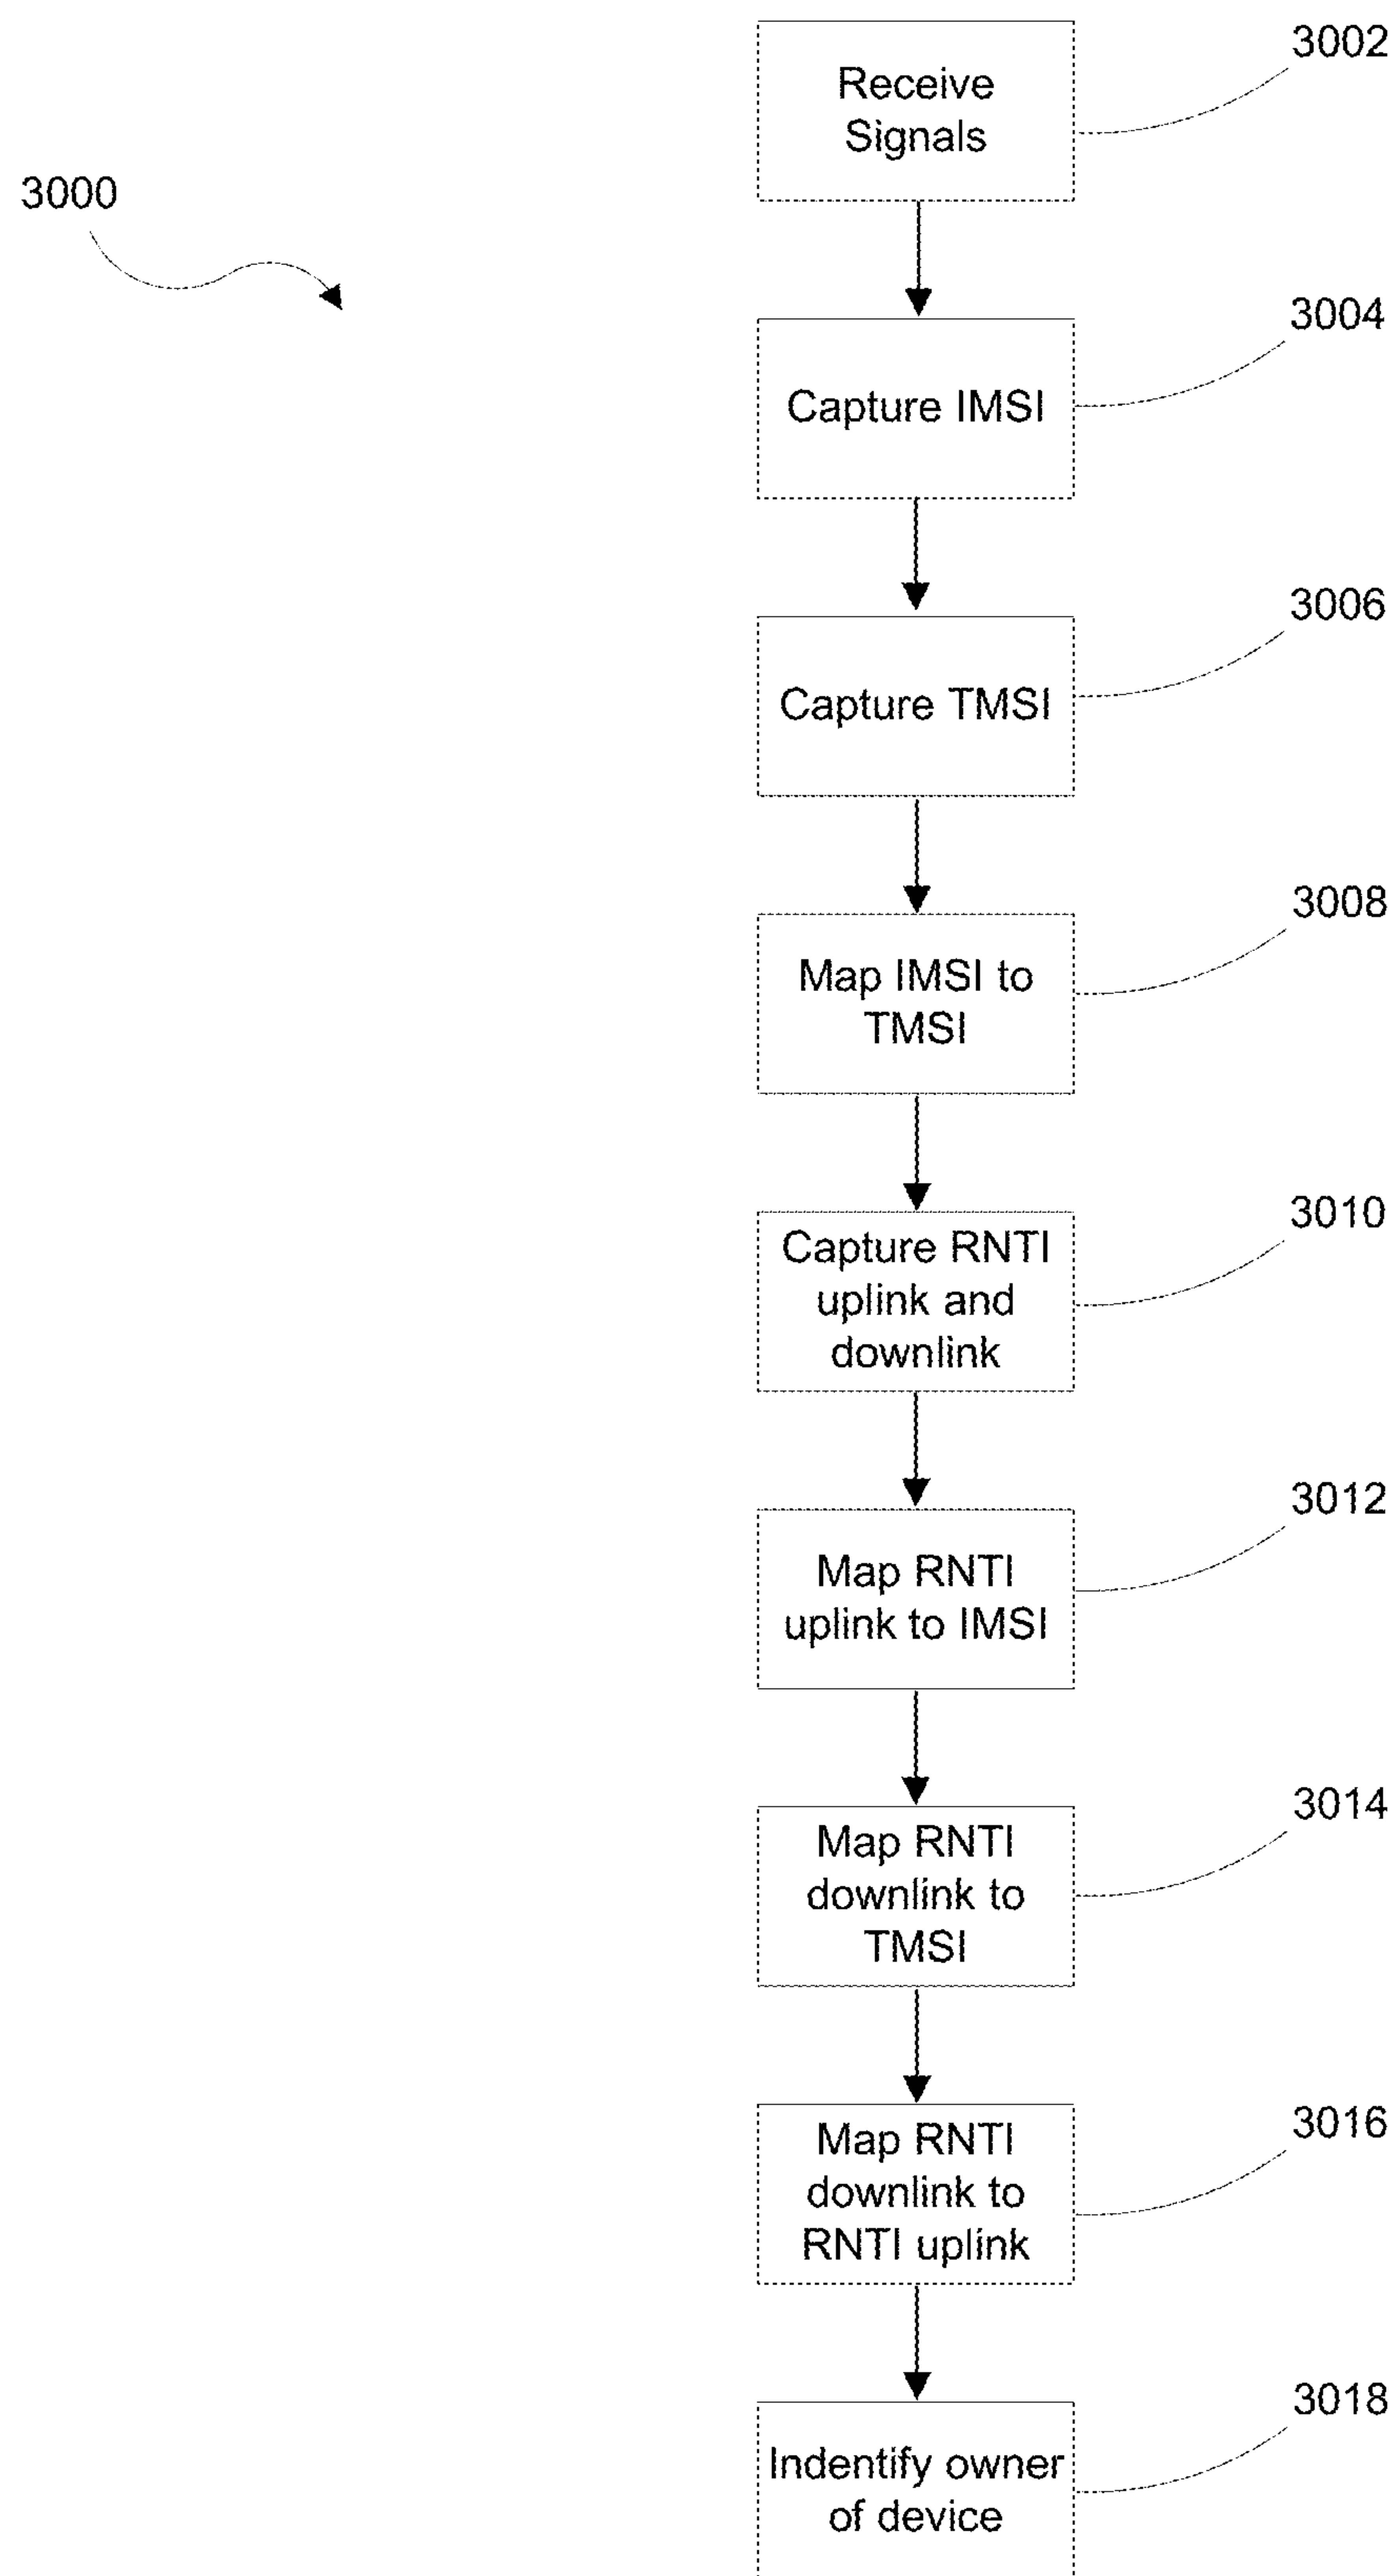 3002
Receive
Signals
3000
3004
Capture IMSI
3006
Capture TMSI
3008
Map IMSI to
TMSI
3010
Capture RNTI
uplink and
downlink
3012
Map RNTI
uplink to IMSI
3014
Map RNTI
downlink to
TMSI
3016
Map RNTI
downlink to
RNTI uplink
3018
Indentify owner
of device